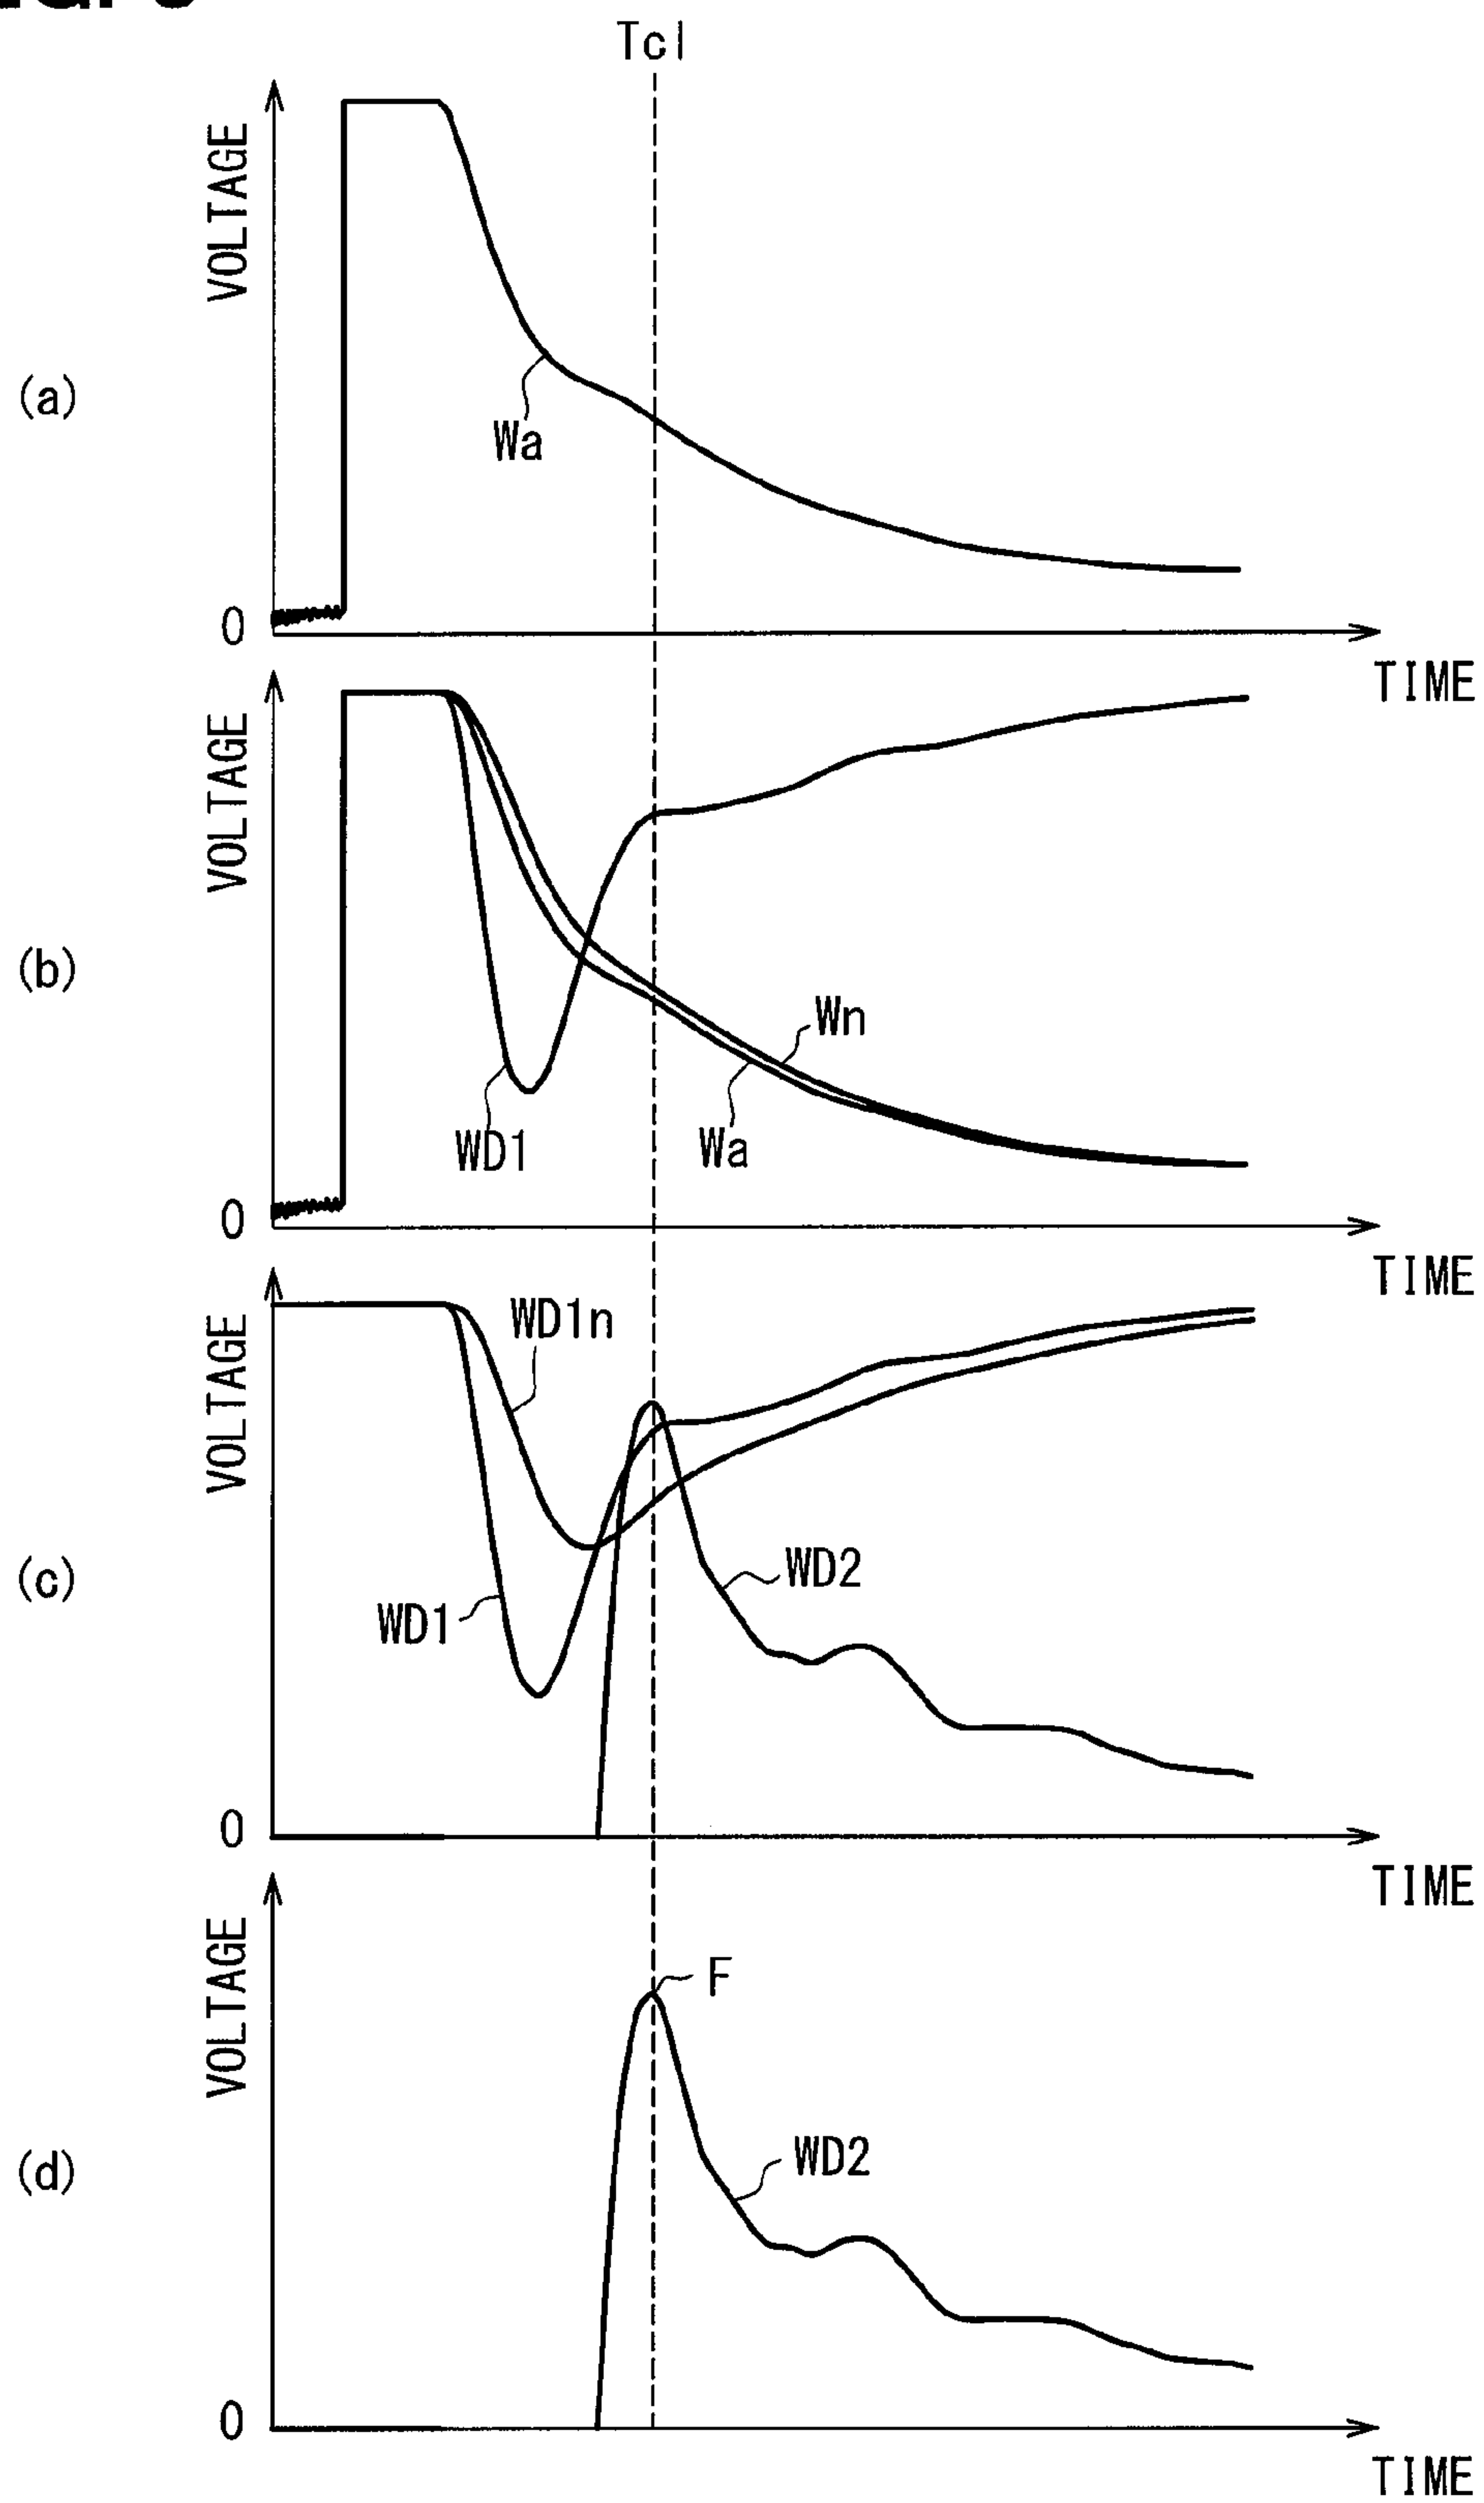 Tcl
VOLTAGE
(a)
Wa
0
TIME
VOLTAGE
(b)
Wn
WD1
Wa
0
TIME
WD1n
VOLTAGE
(c)
WD2
WD1
0
TIME
VOLTAGE
F
(d)
WD2
0
TIME